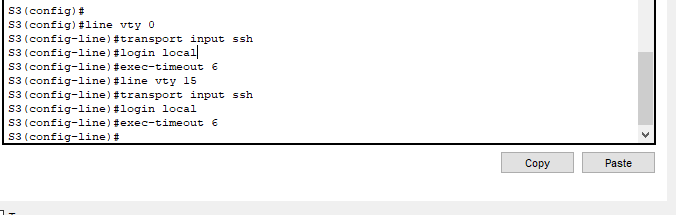 S3(config)#
S3(config)#line vty 0
S3(config-line)#transport input ssh
S3(config-line)#login local
S3(config-line)#exec-timeout 6
S3(config-line)#line vty 15
S3(config-line)#transport input ssh
S3(config-line)#login local
S3(config-line)#exec-timeout 6
S3(config-line)#
Copy Paste